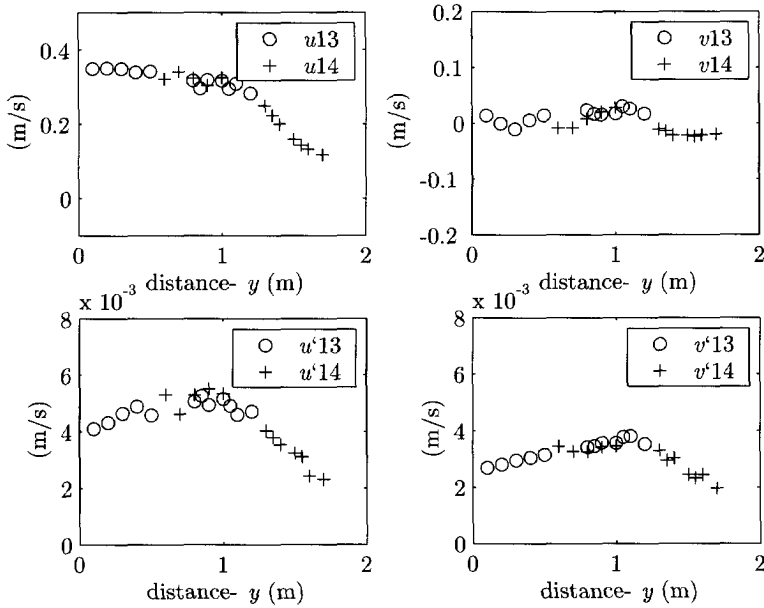 u13
u14
0.4
0.2
0
(m/s)
0 1 2
distance- y (m)
v13
v14
0.2
0.1
0
-0.1
-0.2
(m/s)
0 1 2
distance- y (m)
x 10⁻³
u‘13
u‘14
8
6
4
2
0
(m/s)
0 1 2
distance- y (m)
x 10⁻³
v‘13
v‘14
8
6
4
2
0
(m/s)
0 1 2
distance- y (m)